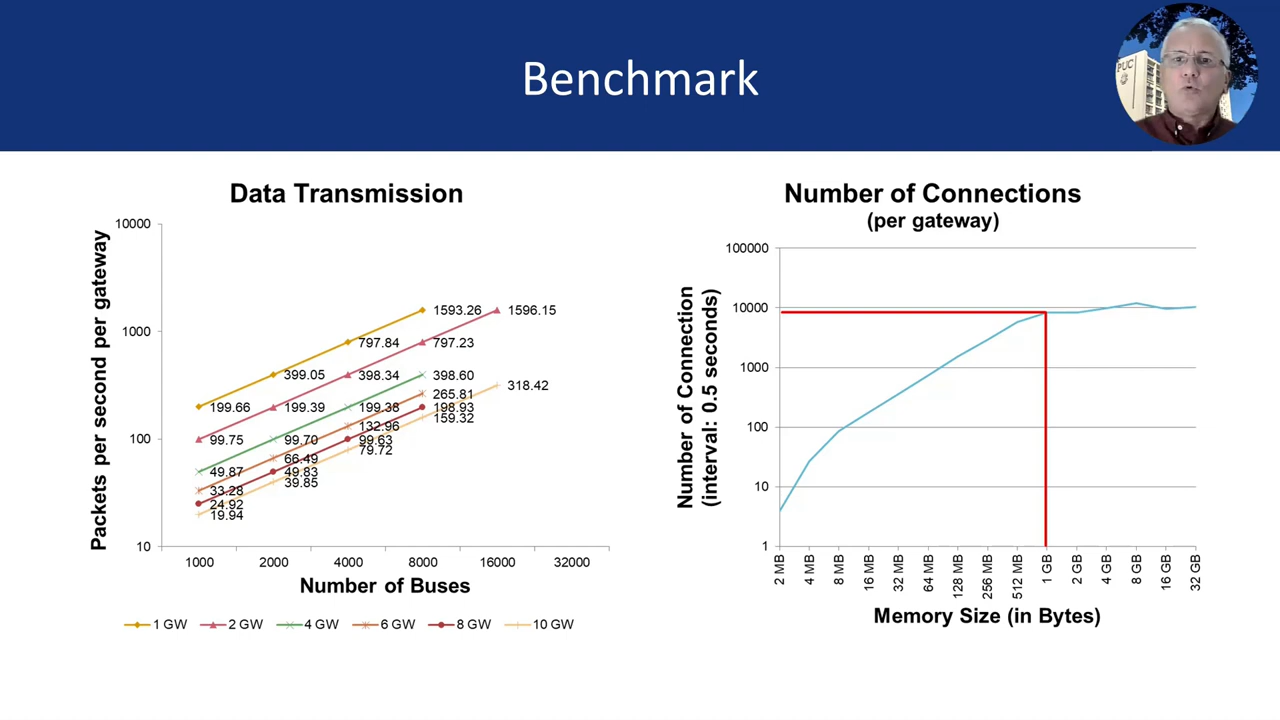 Benchmark
PUC
Data Transmission
Packets per second per gateway
10000
1000
100
10
1593.26
1596.15
797.84
797.23
399.05
398.34
398.60
318.42
265.81
199.66
199.39
199.38
198.93
159.32
132.96
99.75
99.70
99.63
79.72
66.49
49.87
49.83
39.85
33.28
24.92
19.94
1000 2000 4000 8000 16000 32000
Number of Buses
1 GW 2 GW 4 GW 6 GW 8 GW 10 GW
Number of Connections
(per gateway)
Number of Connection
(interval: 0.5 seconds)
100000
10000
1000
100
10
1
2 MB 4 MB 8 MB 16 MB 32 MB 64 MB 128 MB 256 MB 512 MB 1 GB 2 GB 4 GB 8 GB 16 GB 32 GB
Memory Size (in Bytes)